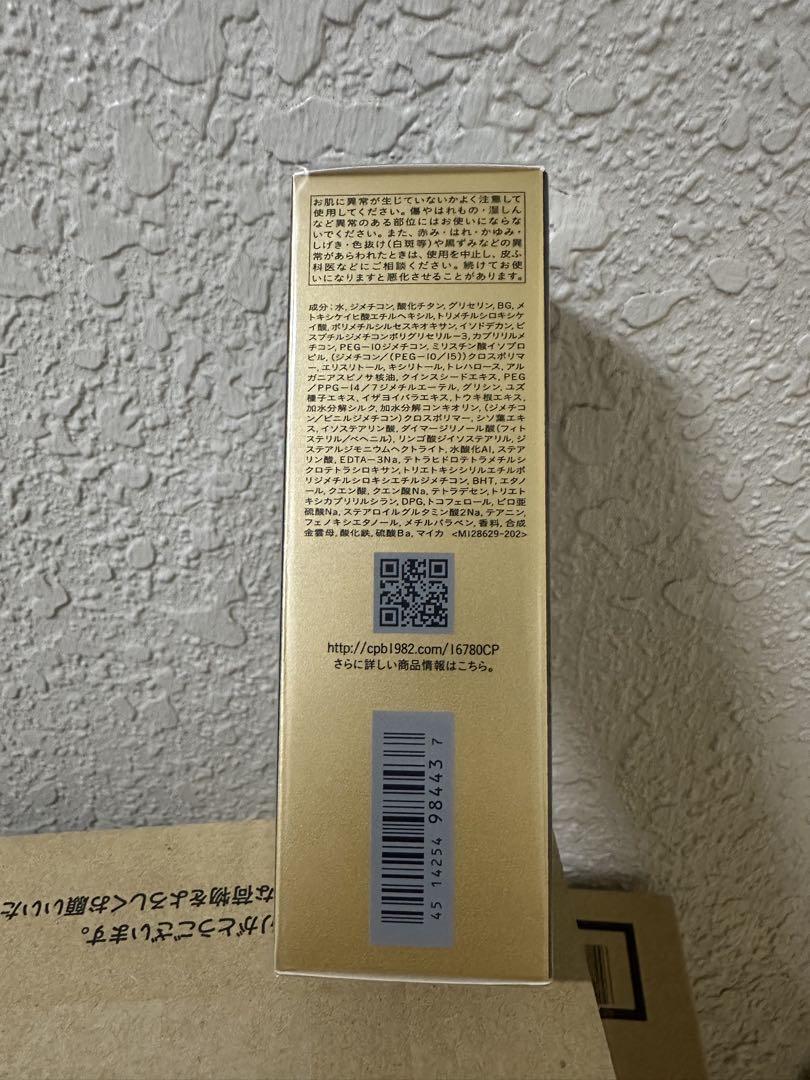 お肌に異常が生じていないかよく注意して
使用してください。傷やはれもの・湿しん
など異常のある部位にはお使いにならな
いでください。また、赤み・はれ・かゆみ・
しげき・色抜け(白斑等)や黒ずみなどの異
常があらわれたときは、使用を中止し、皮ふ
科医などにご相談ください。続けてお使
いになりますと悪化させることがあります。
成分:水,ジメチコン,酸化チタン,グリセリン,BG,メ
トキシケイヒ酸エチルヘキシル,トリメチルシロキシケ
イ酸,ポリメチルシルセスキオキサン,イソドデカン,ビ
スブチルジメチコンポリグリセリル-3,カプリリルメ
チコン,PEG-10ジメチコン,ミリスチン酸イソプロ
ピル,(ジメチコン/(PEG-10/15))クロスポリマ
ー,エリスリトール,キシリトール,トレハロース,アル
ガニアスピノサ核油,クインスシードエキス,PEG
/PPG-14/7ジメチルエーテル,グリシン,ユズ
種子エキス,イザヨイバラエキス,トウキ根エキス,
加水分解シルク,加水分解コンキオリン,(ジメチコ
ン/ビニルジメチコン)クロスポリマー,シソ葉エキ
ス,イソステアリン酸,ダイマージリノール酸(フィト
ステリル/ベヘニル),リンゴ酸ジイソステアリル,ジ
ステアルジモニウムヘクトライト,水酸化Al,ステア
リン酸,EDTA-3Na,テトラヒドロテトラメチルシ
クロテトラシロキサン,トリエトキシシリルエチルポ
リジメチルシロキシエチルジメチコン,BHT,エタノ
ール,クエン酸,クエン酸Na,テトラデセン,トリエト
キシカプリリルシラン,DPG,トコフェロール,ピロ亜
硫酸Na,ステアロイルグルタミン酸2Na,テアニン,
フェノキシエタノール,メチルパラベン,香料,合成
金雲母,酸化鉄,硫酸Ba,マイカ <M128629-202>
http://cpb1982.com/16780CP
さらに詳しい商品情報はこちら。
45 14254 98443 7
な荷物をよろしくお願いいた
りがとうございます。